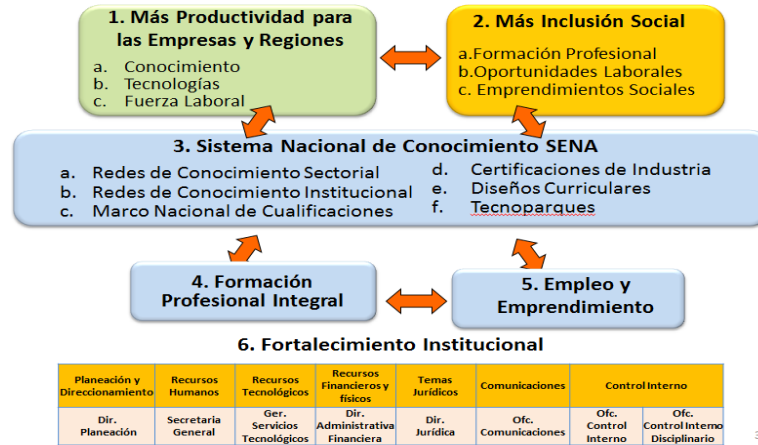 1. Más Productividad para
las Empresas y Regiones
a. Conocimiento
b. Tecnologías
c. Fuerza Laboral
2. Más Inclusión Social
a.Formación Profesional
b.Oportunidades Laborales
c. Emprendimientos Sociales
3. Sistema Nacional de Conocimiento SENA
a. Redes de Conocimiento Sectorial
b. Redes de Conocimiento Institucional
c. Marco Nacional de Cualificaciones
d. Certificaciones de Industria
e. Diseños Curriculares
f. Tecnoparques
4. Formación
Profesional Integral
5. Empleo y
Emprendimiento
6. Fortalecimiento Institucional
Planeación y
Direccionamiento
Recursos
Humanos
Recursos
Tecnológicos
Recursos
Financieros y
físicos
Temas
Jurídicos
Comunicaciones
Control Interno
Dir.
Planeación
Secretaria
General
Ger.
Servicios
Tecnológicos
Dir.
Administrativa
Financiera
Dir.
Jurídica
Ofc.
Comunicaciones
Ofc.
Control
Interno
Ofc.
Control Interno
Disciplinario
3